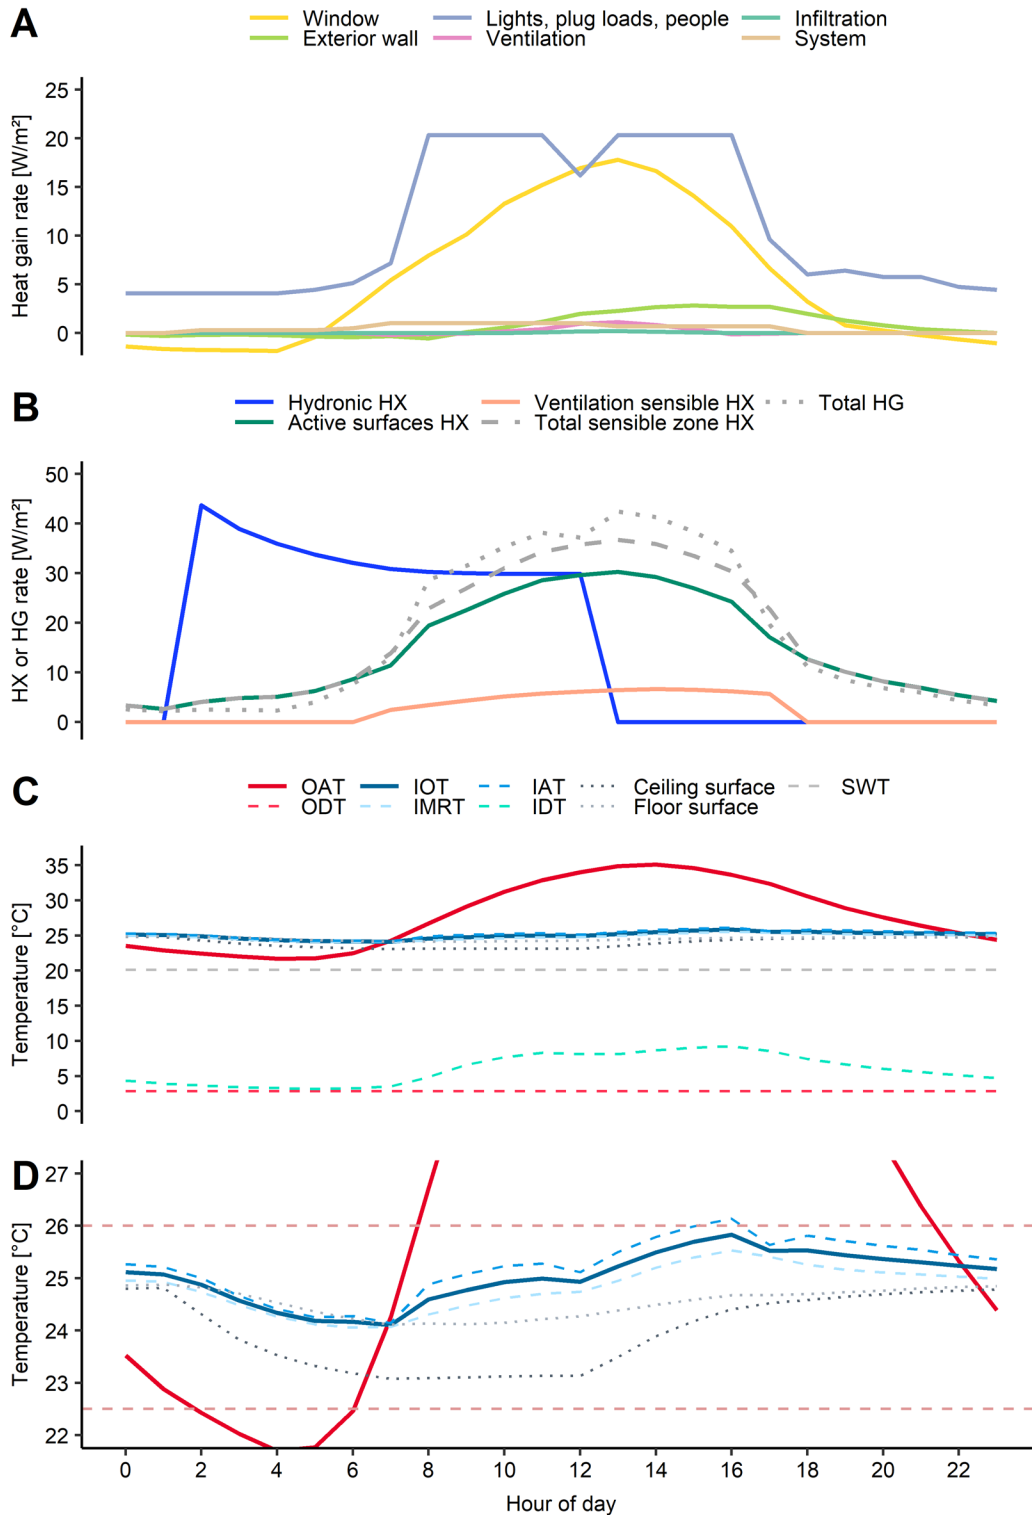 A
Window Lights, plug loads, people Infiltration
Exterior wall Ventilation System
Heat gain rate [W/m²]
25
20
15
10
5
0
B
Hydronic HX Ventilation sensible HX Total HG
Active surfaces HX Total sensible zone HX
HX or HG rate [W/m²]
50
40
30
20
10
0
C
OAT IOT IAT Ceiling surface SWT
ODT IMRT IDT Floor surface
Temperature [°C]
35
30
25
20
15
10
5
0
D
Temperature [°C]
27
26
25
24
23
22
0 2 4 6 8 10 12 14 16 18 20 22
Hour of day